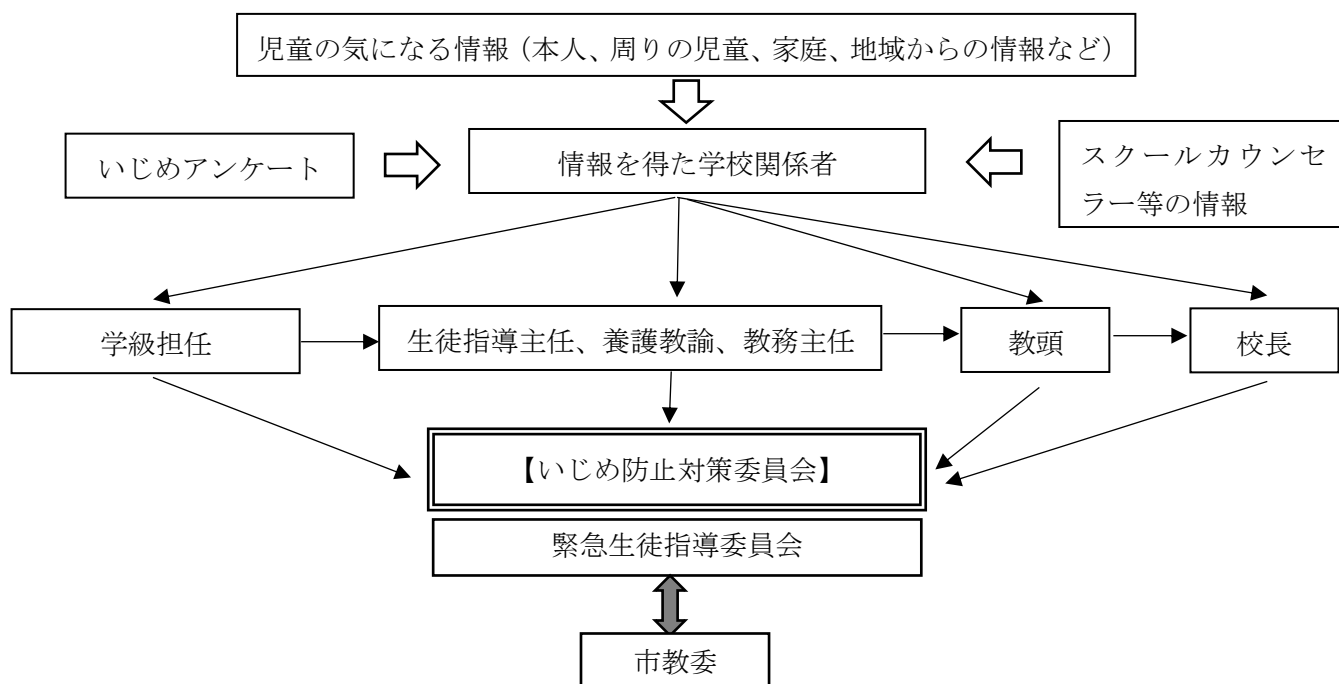 児童の気になる情報（本人、周りの児童、家庭、地域からの情報など）
いじめアンケート
情報を得た学校関係者
スクールカウンセ
ラー等の情報
学級担任
生徒指導主任、養護教諭、教務主任
教頭
校長
【いじめ防止対策委員会】
緊急生徒指導委員会
市教委